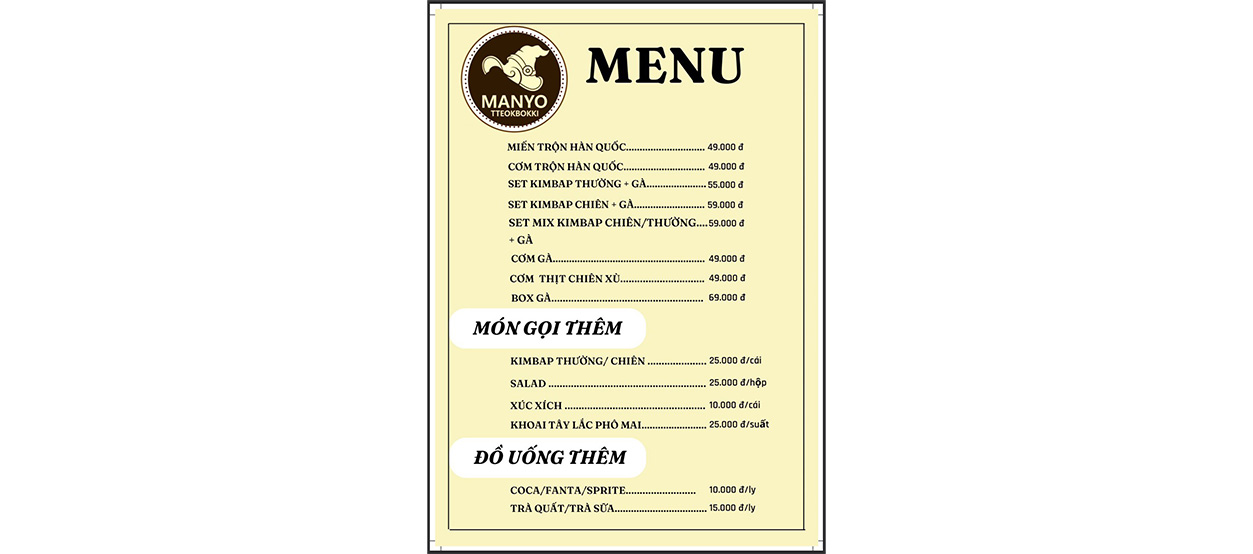 MANYO
TTEOKBOKKI
MENU
MIẾN TRỘN HÀN QUỐC............................. 49.000 đ
CƠM TRỘN HÀN QUỐC.............................. 49.000 đ
SET KIMBAP THƯỜNG + GÀ...................... 55.000 đ
SET KIMBAP CHIÊN + GÀ.......................... 59.000 đ
SET MIX KIMBAP CHIÊN/THƯỜNG.... 59.000 đ
+ GÀ
CƠM GÀ........................................................ 49.000 đ
CƠM THỊT CHIÊN XÙ............................... 49.000 đ
BOX GÀ........................................................ 69.000 đ
MÓN GỌI THÊM
KIMBAP THƯỜNG/ CHIÊN ...................... 25.000 đ/cái
SALAD .......................................................... 25.000 đ/hộp
XÚC XÍCH .................................................... 10.000 đ/cái
KHOAI TÂY LẮC PHÔ MAI........................ 25.000 đ/suất
ĐỒ UỐNG THÊM
COCA/FANTA/SPRITE.......................... 10.000 đ/ly
TRÀ QUẤT/TRÀ SỮA.................................. 15.000 đ/ly